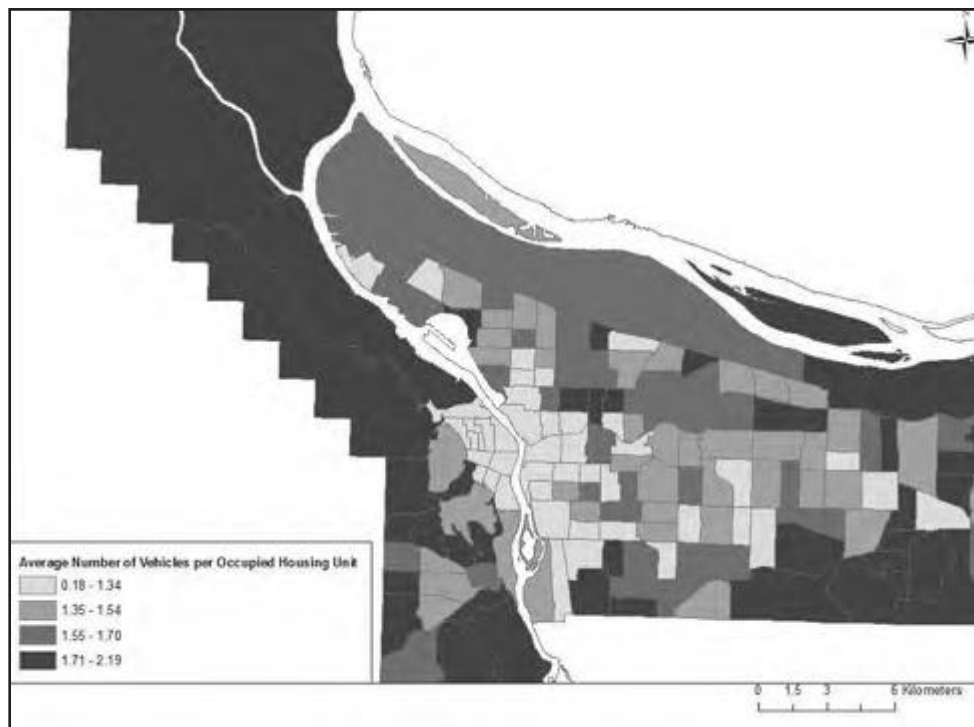 Average Number of Vehicles per Occupied Housing Unit
0.18 - 1.34
1.35 - 1.54
1.55 - 1.70
1.71 - 2.19
0 1.5 3 6 Kilometers